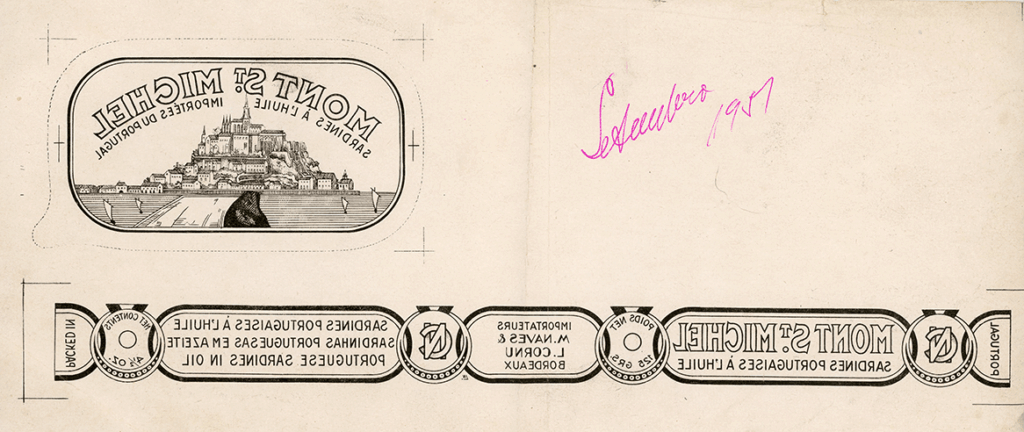 MONT ST MICHEL
SARDINES À L'HUILE
IMPORTÉES DU PORTUGAL
Setembro 1951
PACKED IN
NET CONTENTS
4⅜ OZ.
SARDINES PORTUGAISES À L'HUILE
SARDINHAS PORTUGUESAS EM AZEITE
PORTUGUESE SARDINES IN OIL
IMPORTATEURS
M. NAVES &
L. CORNU
BORDEAUX
POIDS NET
125 GRS.
MONT ST MICHEL
SARDINES PORTUGAISES À L'HUILE
PORTUGAL